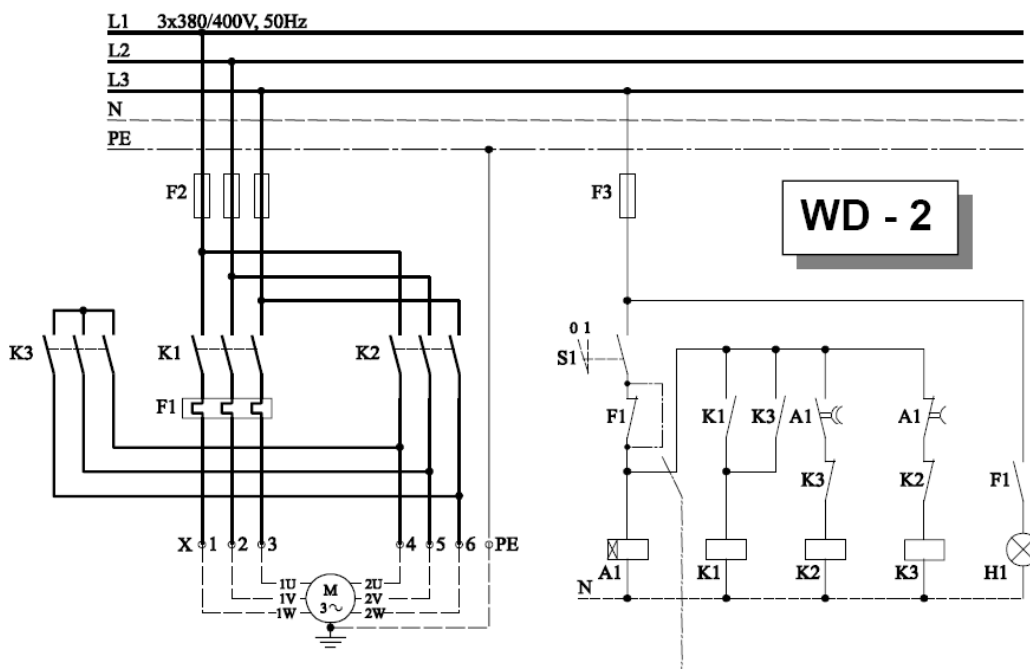 L1 3x380/400V, 50Hz
L2
L3
N
PE
F2
F3
WD - 2
K3
K1
K2
0 1
S1
F1
F1
K1
K3
A1
A1
K3
K2
F1
X 1 2 3 4 5 6 PE
A1
K1
K2
K3
H1
1U M 2U
1V 2V
1W 3~ 2W
N